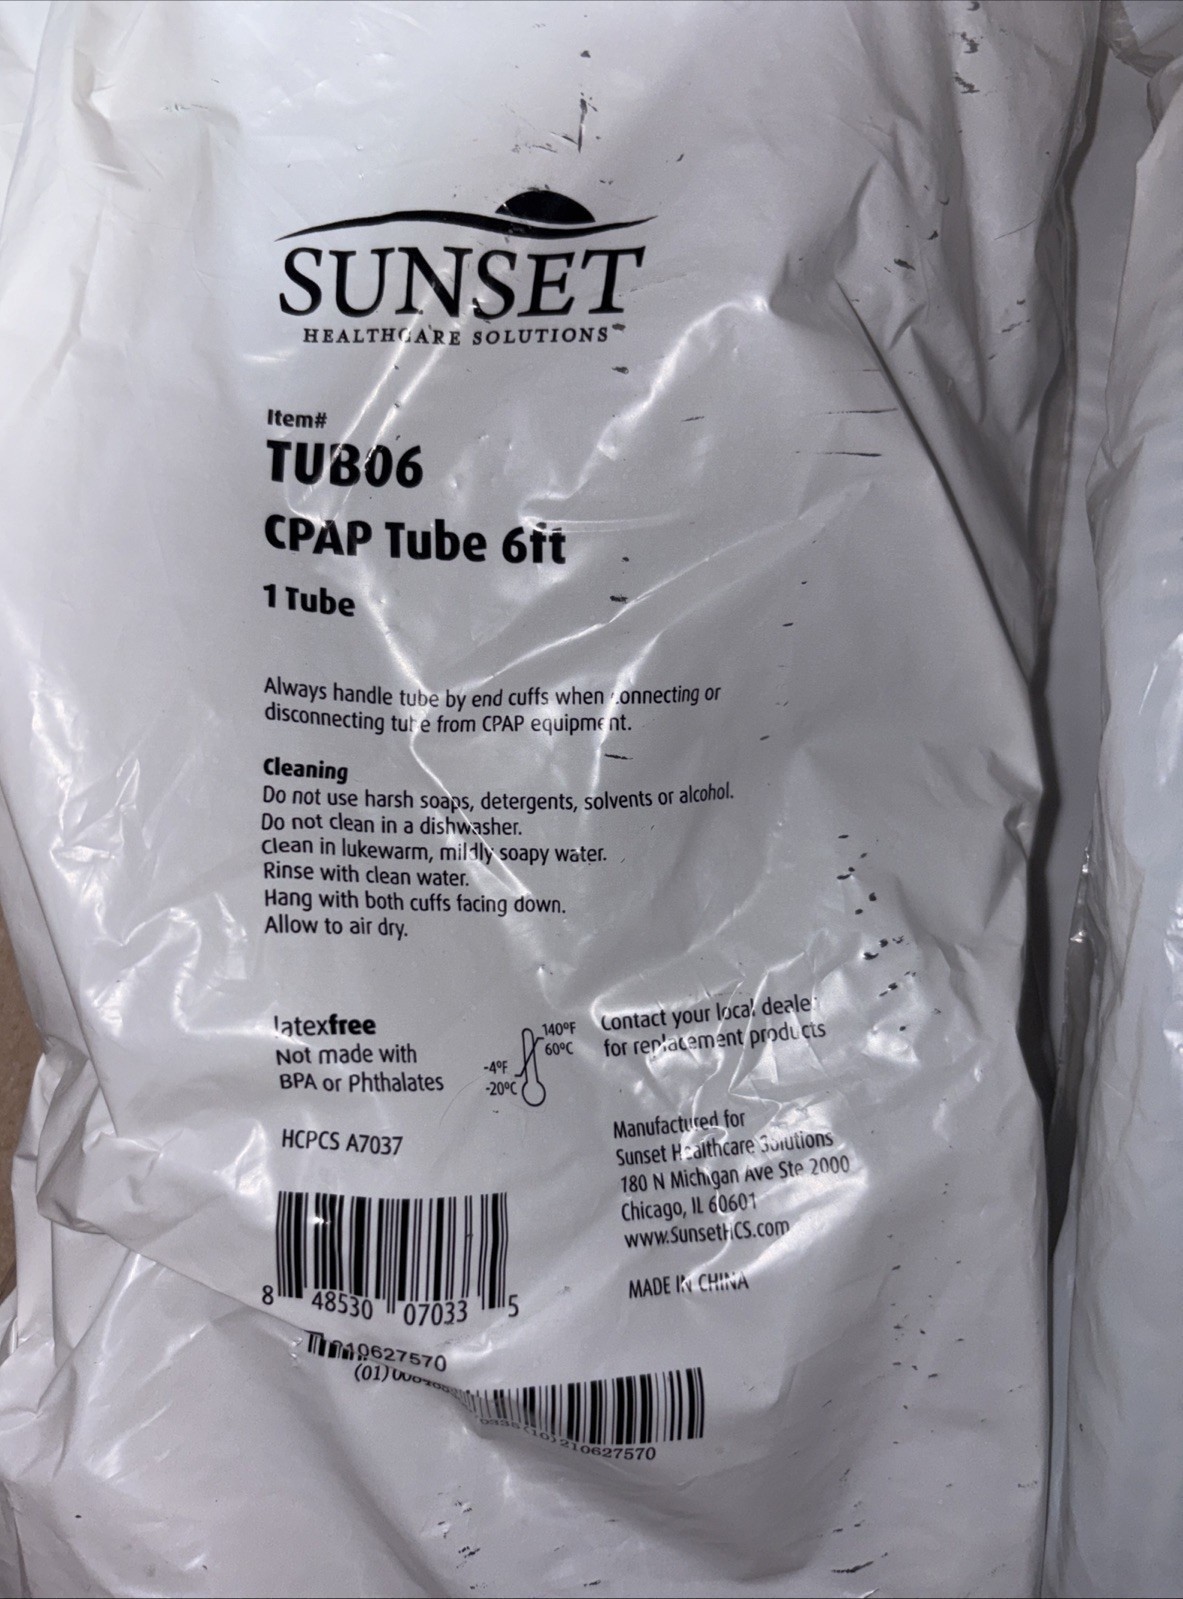 SUNSET
HEALTHCARE SOLUTIONS™
Item#
TUB06
CPAP Tube 6ft
1 Tube
Always handle tube by end cuffs when connecting or
disconnecting tube from CPAP equipment.
Cleaning
Do not use harsh soaps, detergents, solvents or alcohol.
Do not clean in a dishwasher.
Clean in lukewarm, mildly soapy water.
Rinse with clean water.
Hang with both cuffs facing down.
Allow to air dry.
latexfree
Not made with
BPA or Phthalates
140°F
60°C
-4°F
-20°C
Contact your local dealer
for replacement products
HCPCS A7037
Manufactured for
Sunset Healthcare Solutions
180 N Michigan Ave Ste 2000
Chicago, IL 60601
www.SunsetHCS.com
MADE IN CHINA
8 48530 07033 5
(10)210627570